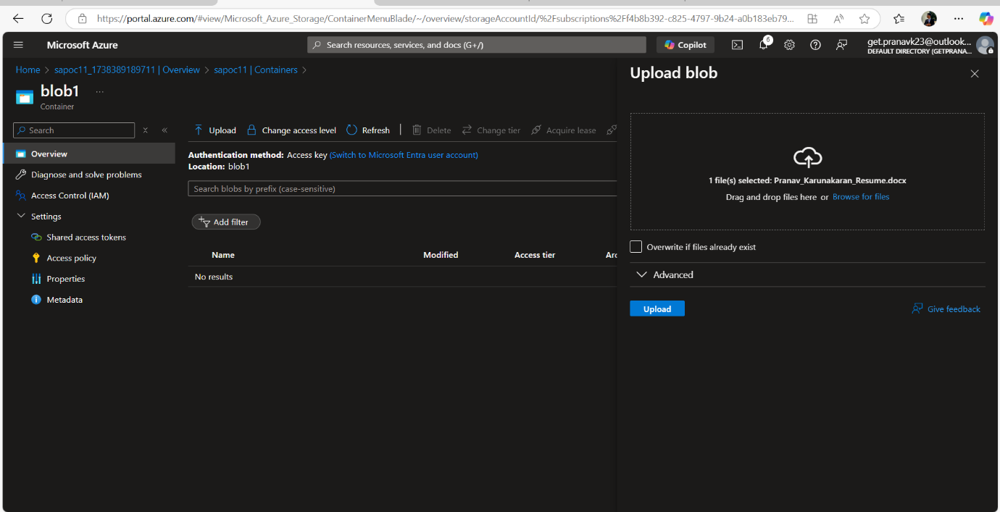 https://portal.azure.com/#view/Microsoft_Azure_Storage/ContainerMenuBlade/~/overview/storageAccountId/%2Fsubscriptions%2Ff4b8b392-c825-4797-9b24-a0b183eb79...
Microsoft Azure
Search resources, services, and docs (G+/)
Copilot
6
get.pranavk23@outlook...
DEFAULT DIRECTORY (GETPRANA...
Home > sapoc11_1738389189711 | Overview > sapoc11 | Containers >
blob1 ...
Container
Search
Overview
Diagnose and solve problems
Access Control (IAM)
Settings
Shared access tokens
Access policy
Properties
Metadata
Upload Change access level Refresh Delete Change tier Acquire lease
Authentication method: Access key (Switch to Microsoft Entra user account)
Location: blob1
Search blobs by prefix (case-sensitive)
Add filter
Name Modified Access tier Arc
No results
Upload blob
1 file(s) selected: Pranav_Karunakaran_Resume.docx
Drag and drop files here or Browse for files
Overwrite if files already exist
Advanced
Upload
Give feedback